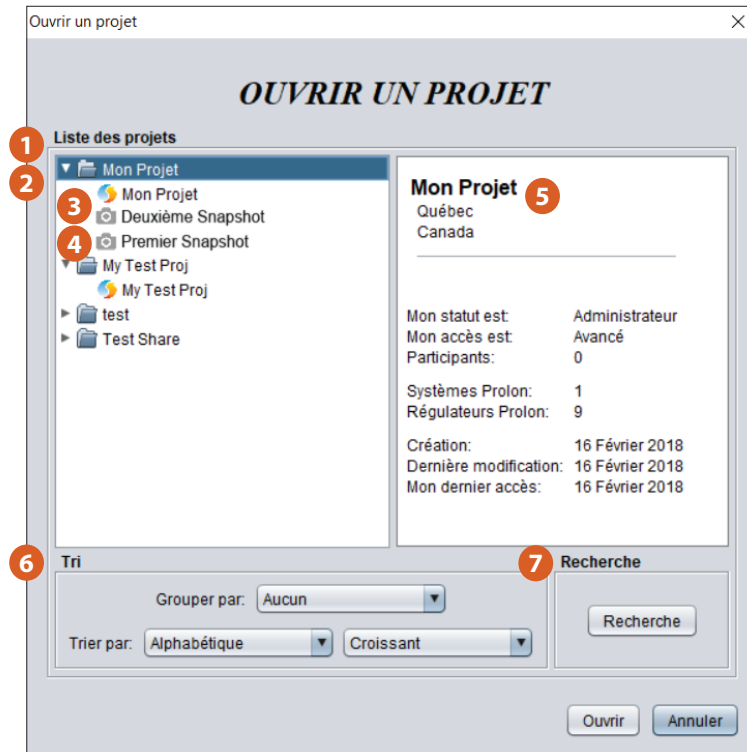 Ouvrir un projet
OUVRIR UN PROJET
1 Liste des projets
2 Mon Projet
Mon Projet
3 Deuxième Snapshot
4 Premier Snapshot
My Test Proj
My Test Proj
test
Test Share
Mon Projet 5
Québec
Canada
Mon statut est: Administrateur
Mon accès est: Avancé
Participants: 0
Systèmes Prolon: 1
Régulateurs Prolon: 9
Création: 16 Février 2018
Dernière modification: 16 Février 2018
Mon dernier accès: 16 Février 2018
6 Tri
Grouper par: Aucun
Trier par: Alphabétique Croissant
7 Recherche
Recherche
Ouvrir Annuler